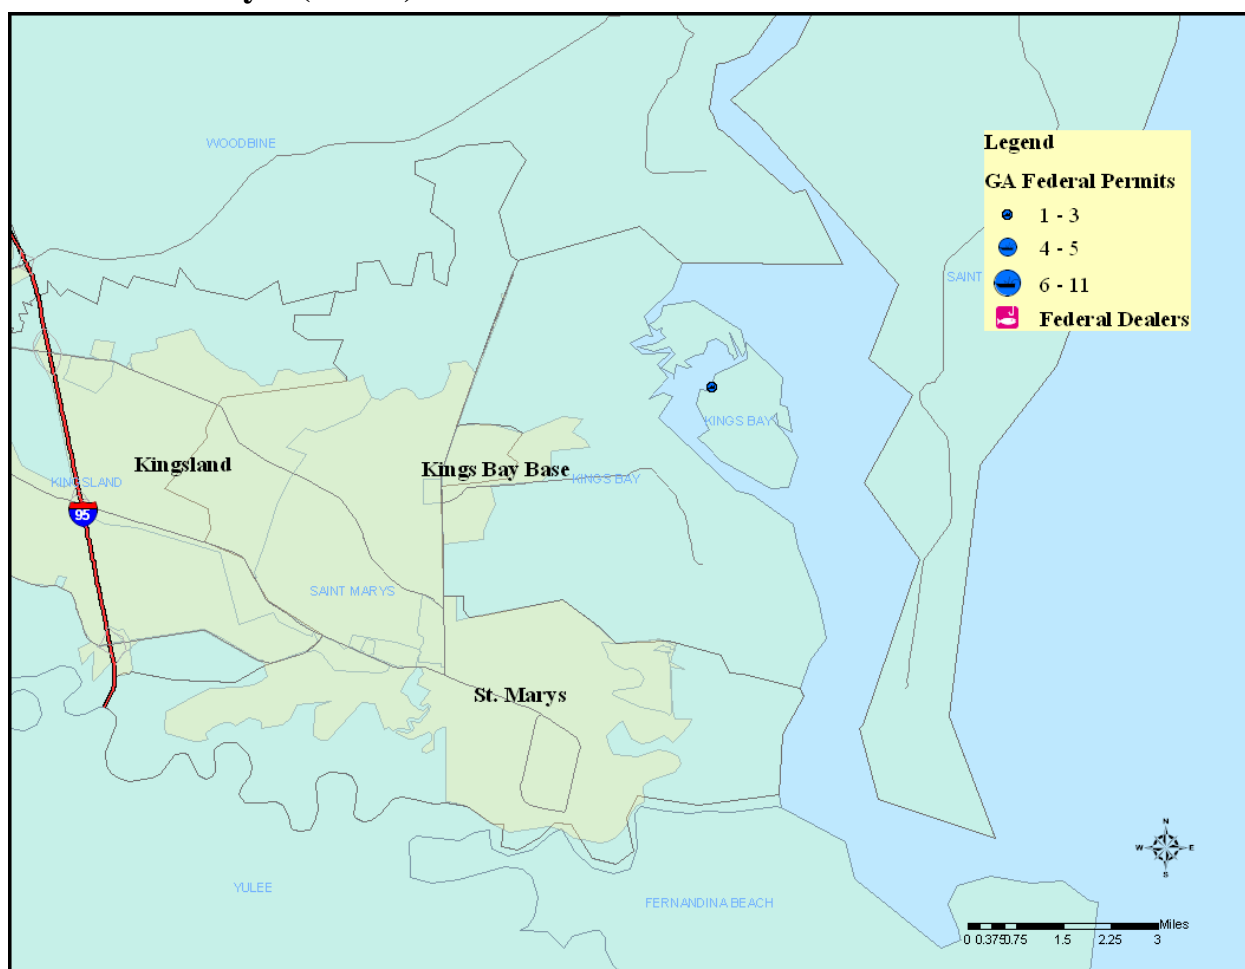 WOODBINE
Legend
GA Federal Permits
1 - 3
4 - 5
SAINT
6 - 11
Federal Dealers
KINGS BAY
Kingsland
Kings Bay Base
KINGSLAND
KINGS BAY
95
SAINT MARYS
St. Marys
N
W E
S
YULEE
FERNANDINA BEACH
Miles
0 0.375 0.75 1.5 2.25 3